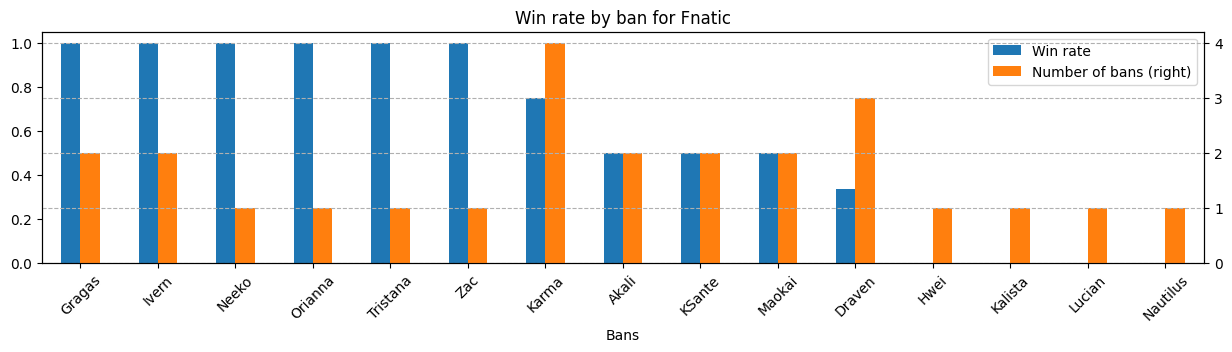 Win rate by ban for Fnatic
Win rate
Number of bans (right)
1.0
0.8
0.6
0.4
0.2
0.0
4
3
2
1
0
Gragas
Ivern
Neeko
Orianna
Tristana
Zac
Karma
Akali
KSante
Maokai
Draven
Hwei
Kalista
Lucian
Nautilus
Bans